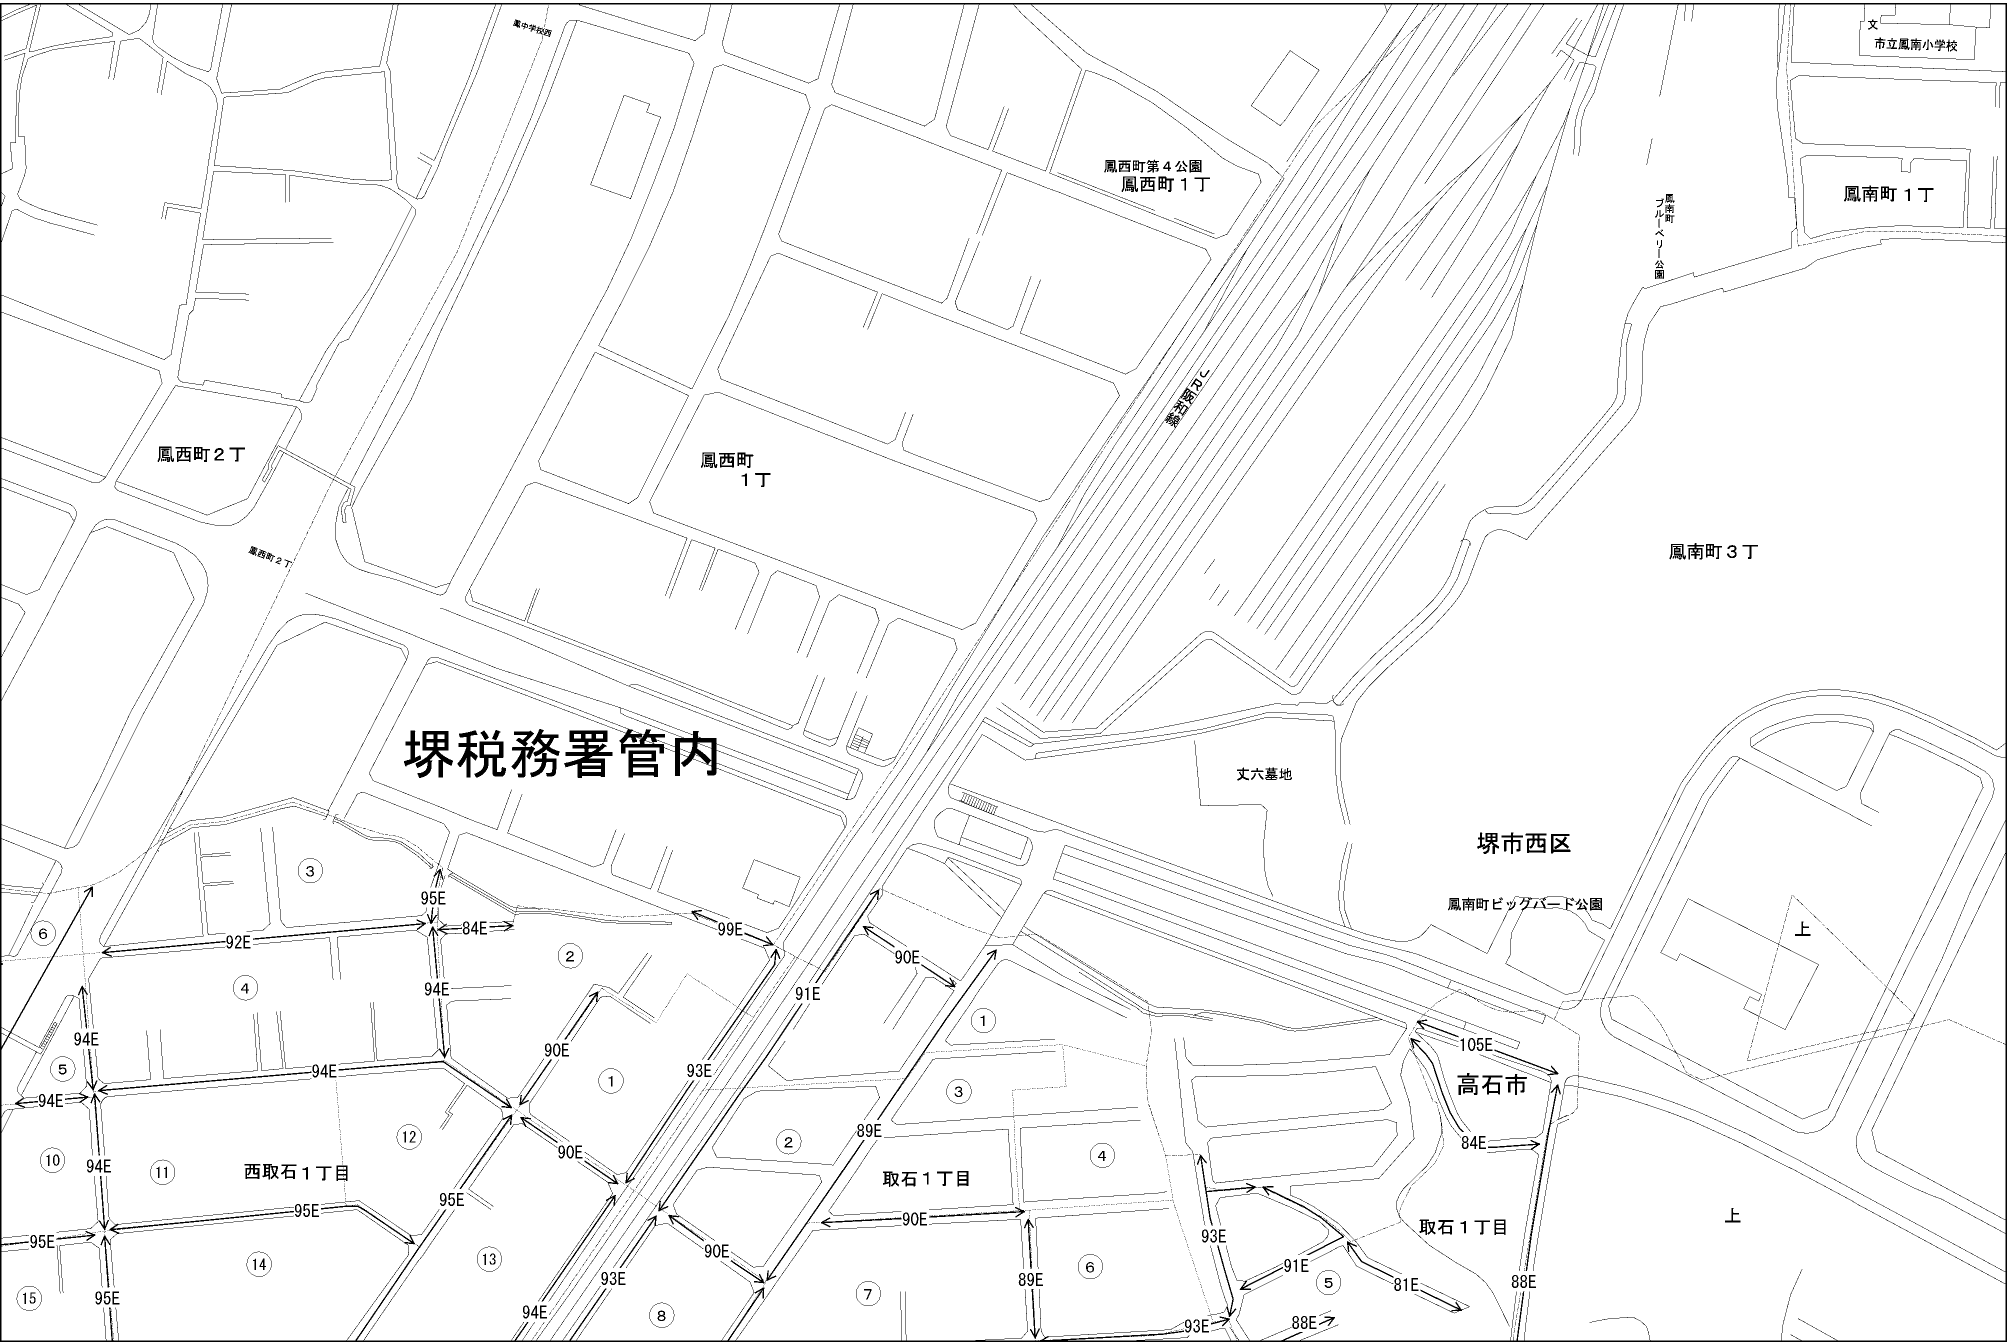 鳳中学校西
文
市立鳳南小学校
鳳西町第４公園
鳳西町１丁
鳳南町１丁
鳳南町
ブルーベリー公園
ＪＲ阪和線
鳳西町２丁
鳳西町
１丁
鳳西町２丁
鳳南町３丁
堺税務署管内
丈六墓地
堺市西区
鳳南町ビッグバード公園
上
③
95E
⑥
92E
84E
99E
②
90E
④
94E
91E
①
94E
105E
90E
93E
⑤
94E
①
③
高石市
94E
⑫
89E
②
84E
90E
④
⑩
94E
⑪
西取石１丁目
取石１丁目
95E
95E
90E
取石１丁目
上
95E
90E
93E
⑬
⑭
91E
⑥
93E
89E
⑤
81E
88E
⑮
95E
⑦
94E
⑧
93E
88E